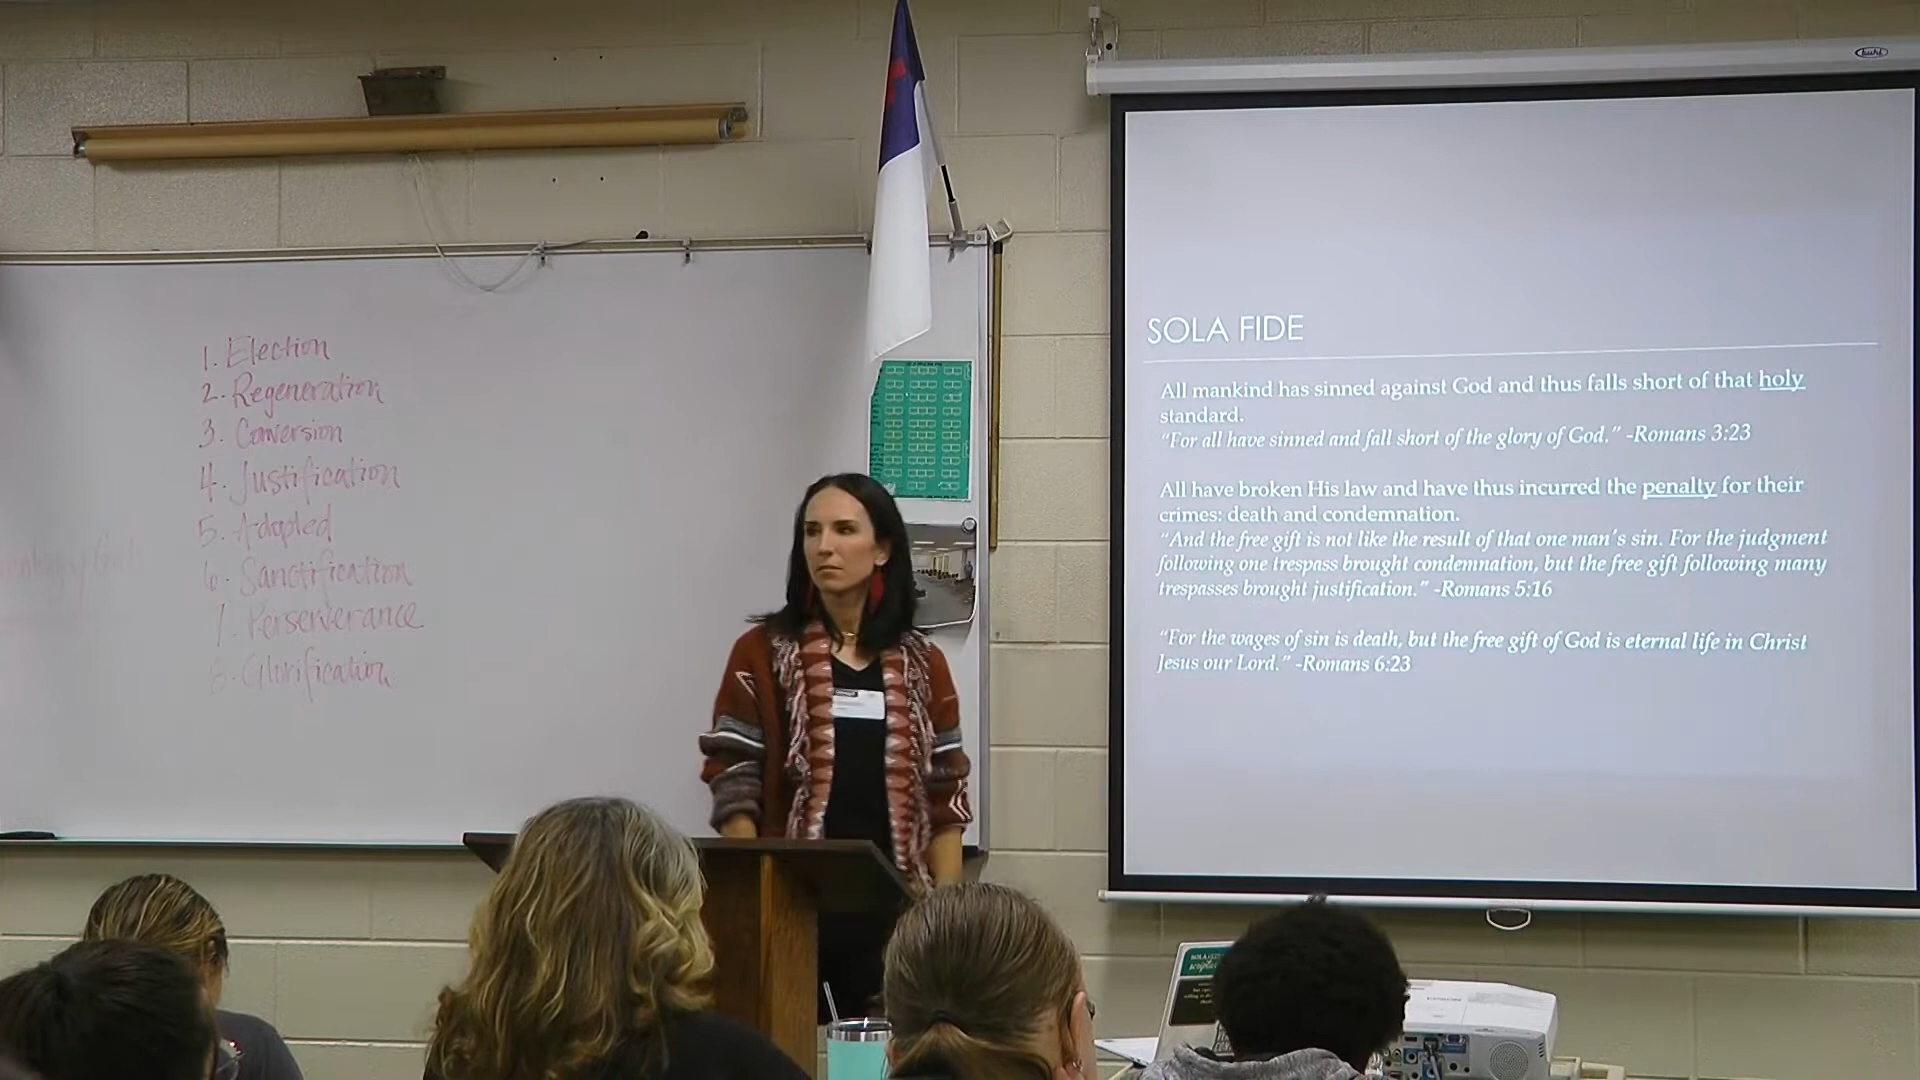 1. Election
2. Regeneration
3. Conversion
4. Justification
5. Adopted
6. Sanctification
7. Perserverance
8. Glorification
buhl
SOLA FIDE
All mankind has sinned against God and thus falls short of that holy
standard.
"For all have sinned and fall short of the glory of God." -Romans 3:23
All have broken His law and have thus incurred the penalty for their
crimes: death and condemnation.
"And the free gift is not like the result of that one man's sin. For the judgment
following one trespass brought condemnation, but the free gift following many
trespasses brought justification." -Romans 5:16
"For the wages of sin is death, but the free gift of God is eternal life in Christ
Jesus our Lord." -Romans 6:23
EPSON